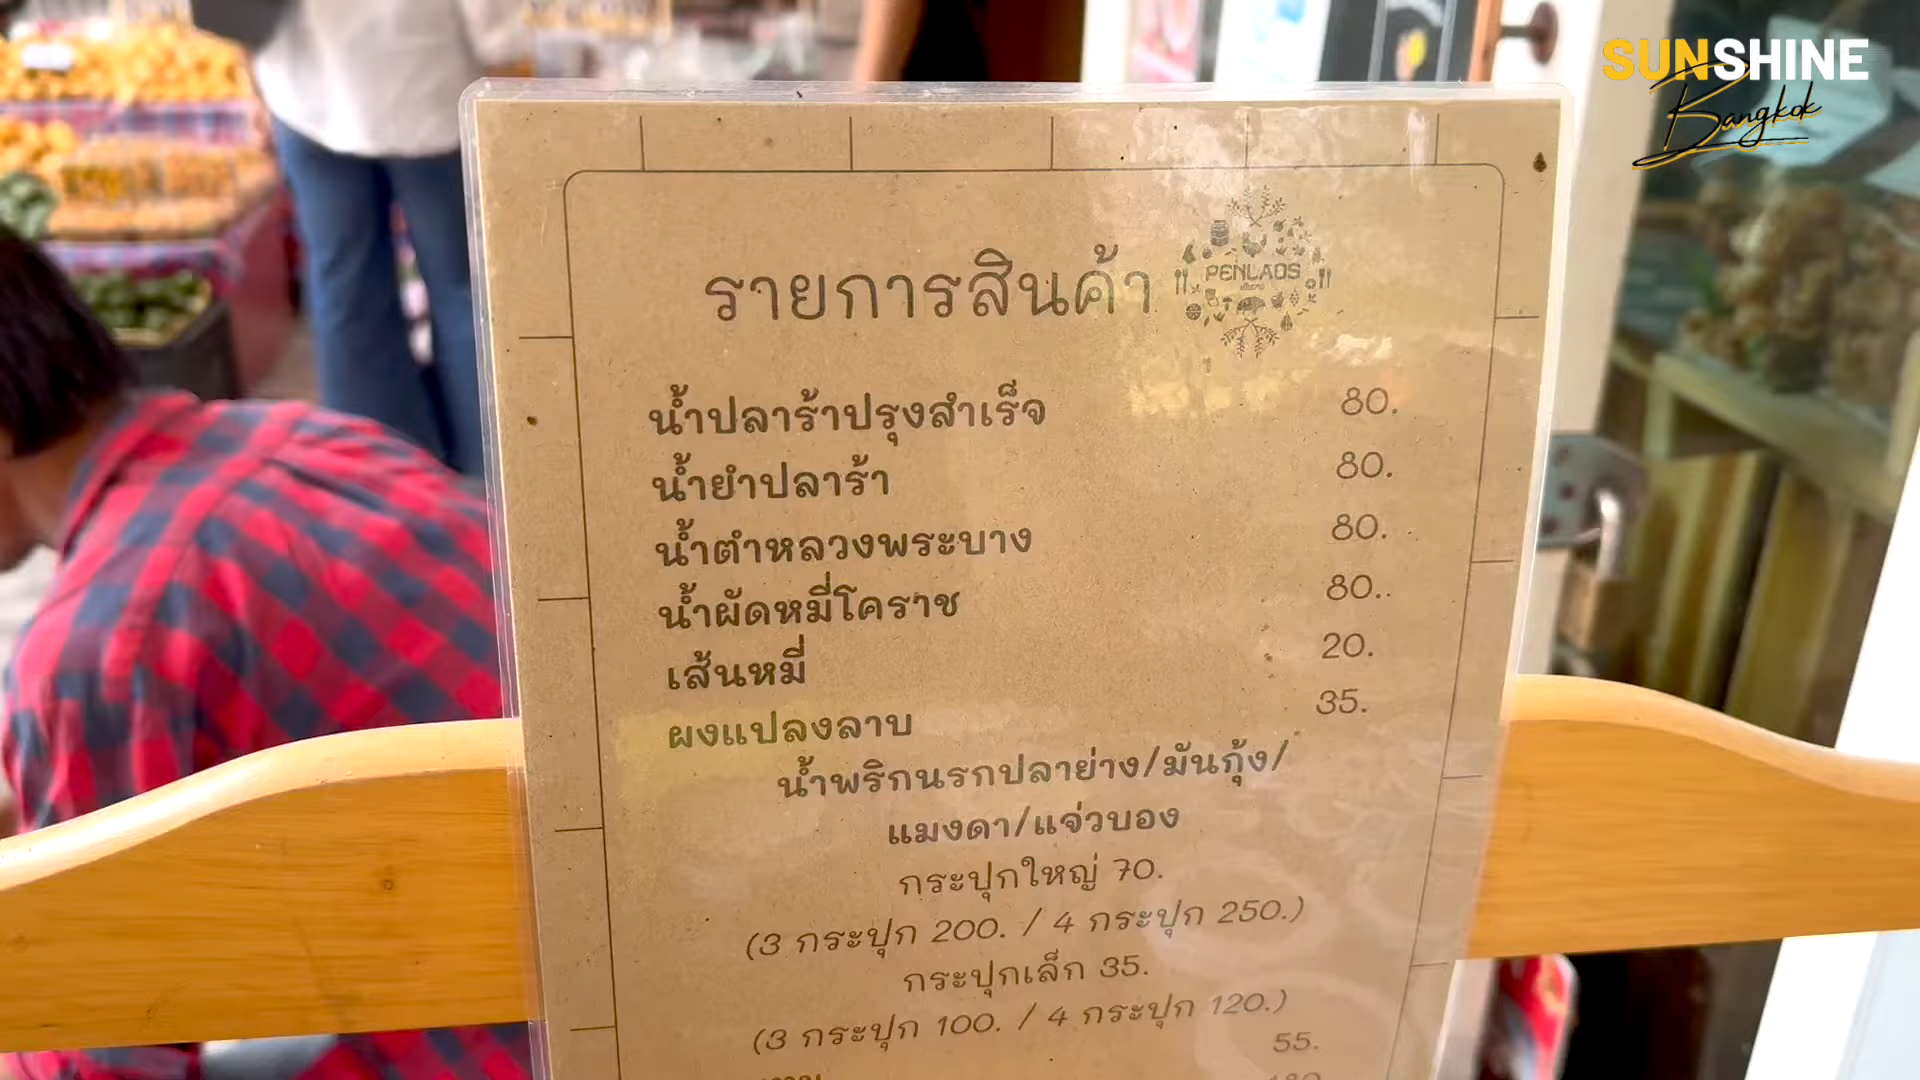 SUNSHINE
Bangkok
รายการสินค้า
PENLAOS
น้ำปลาร้าปรุงสำเร็จ 80.
น้ำยำปลาร้า 80.
น้ำตำหลวงพระบาง 80.
น้ำผัดหมี่โคราช 80.
เส้นหมี่ 20.
ผงแปลงลาบ 35.
น้ำพริกนรกปลาย่าง/มันกุ้ง/
แมงดา/แจ่วบอง
กระปุกใหญ่ 70.
(3 กระปุก 200. / 4 กระปุก 250.)
กระปุกเล็ก 35.
(3 กระปุก 100. / 4 กระปุก 120.)
55.